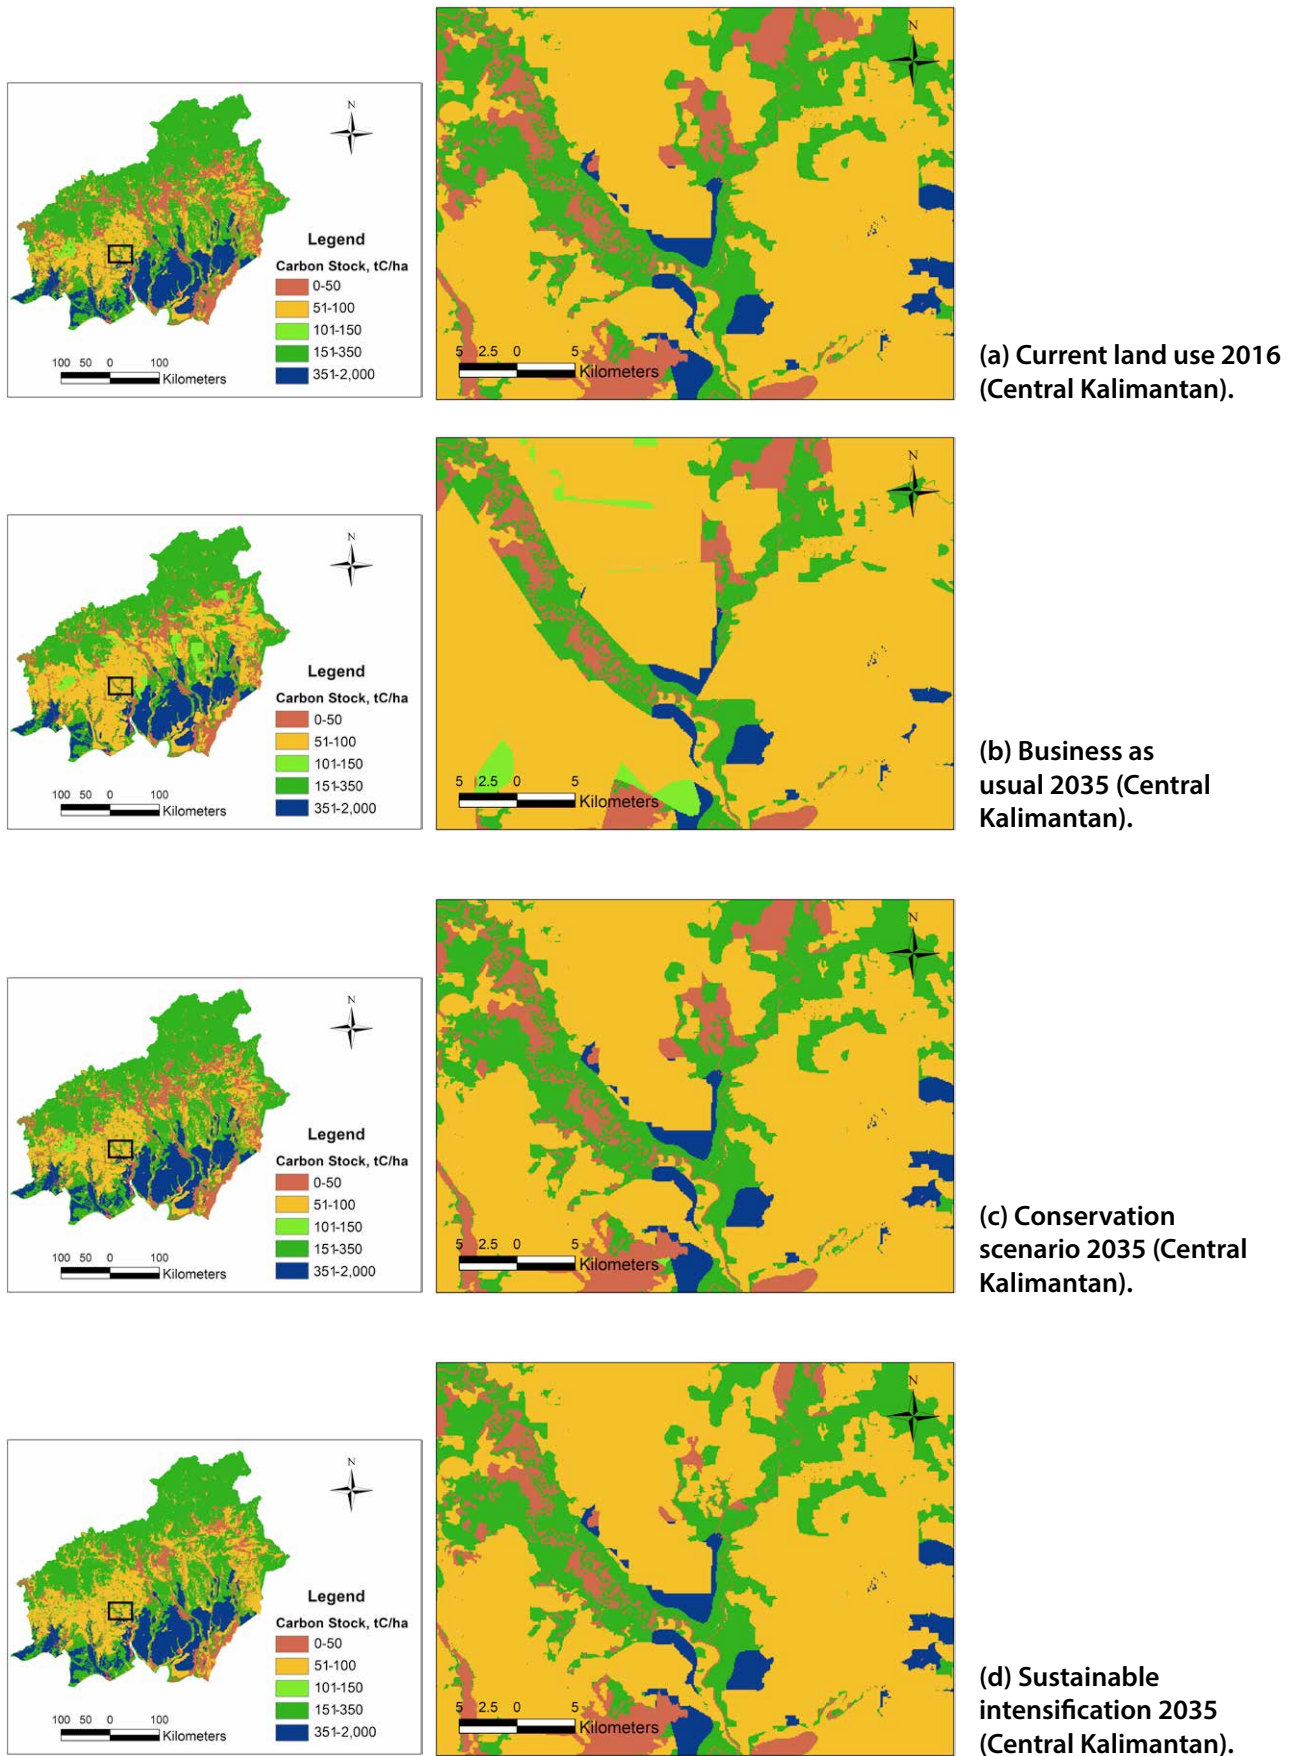 N
N
Legend
Carbon Stock, tC/ha
0-50
51-100
101-150
151-350
351-2,000
100 50 0 100
Kilometers
5 2.5 0 5
Kilometers
(a) Current land use 2016
(Central Kalimantan).
N
N
Legend
Carbon Stock, tC/ha
0-50
51-100
101-150
151-350
351-2,000
100 50 0 100
Kilometers
5 2.5 0 5
Kilometers
(b) Business as
usual 2035 (Central
Kalimantan).
N
N
Legend
Carbon Stock, tC/ha
0-50
51-100
101-150
151-350
351-2,000
100 50 0 100
Kilometers
5 2.5 0 5
Kilometers
(c) Conservation
scenario 2035 (Central
Kalimantan).
N
N
Legend
Carbon Stock, tC/ha
0-50
51-100
101-150
151-350
351-2,000
100 50 0 100
Kilometers
5 2.5 0 5
Kilometers
(d) Sustainable
intensification 2035
(Central Kalimantan).